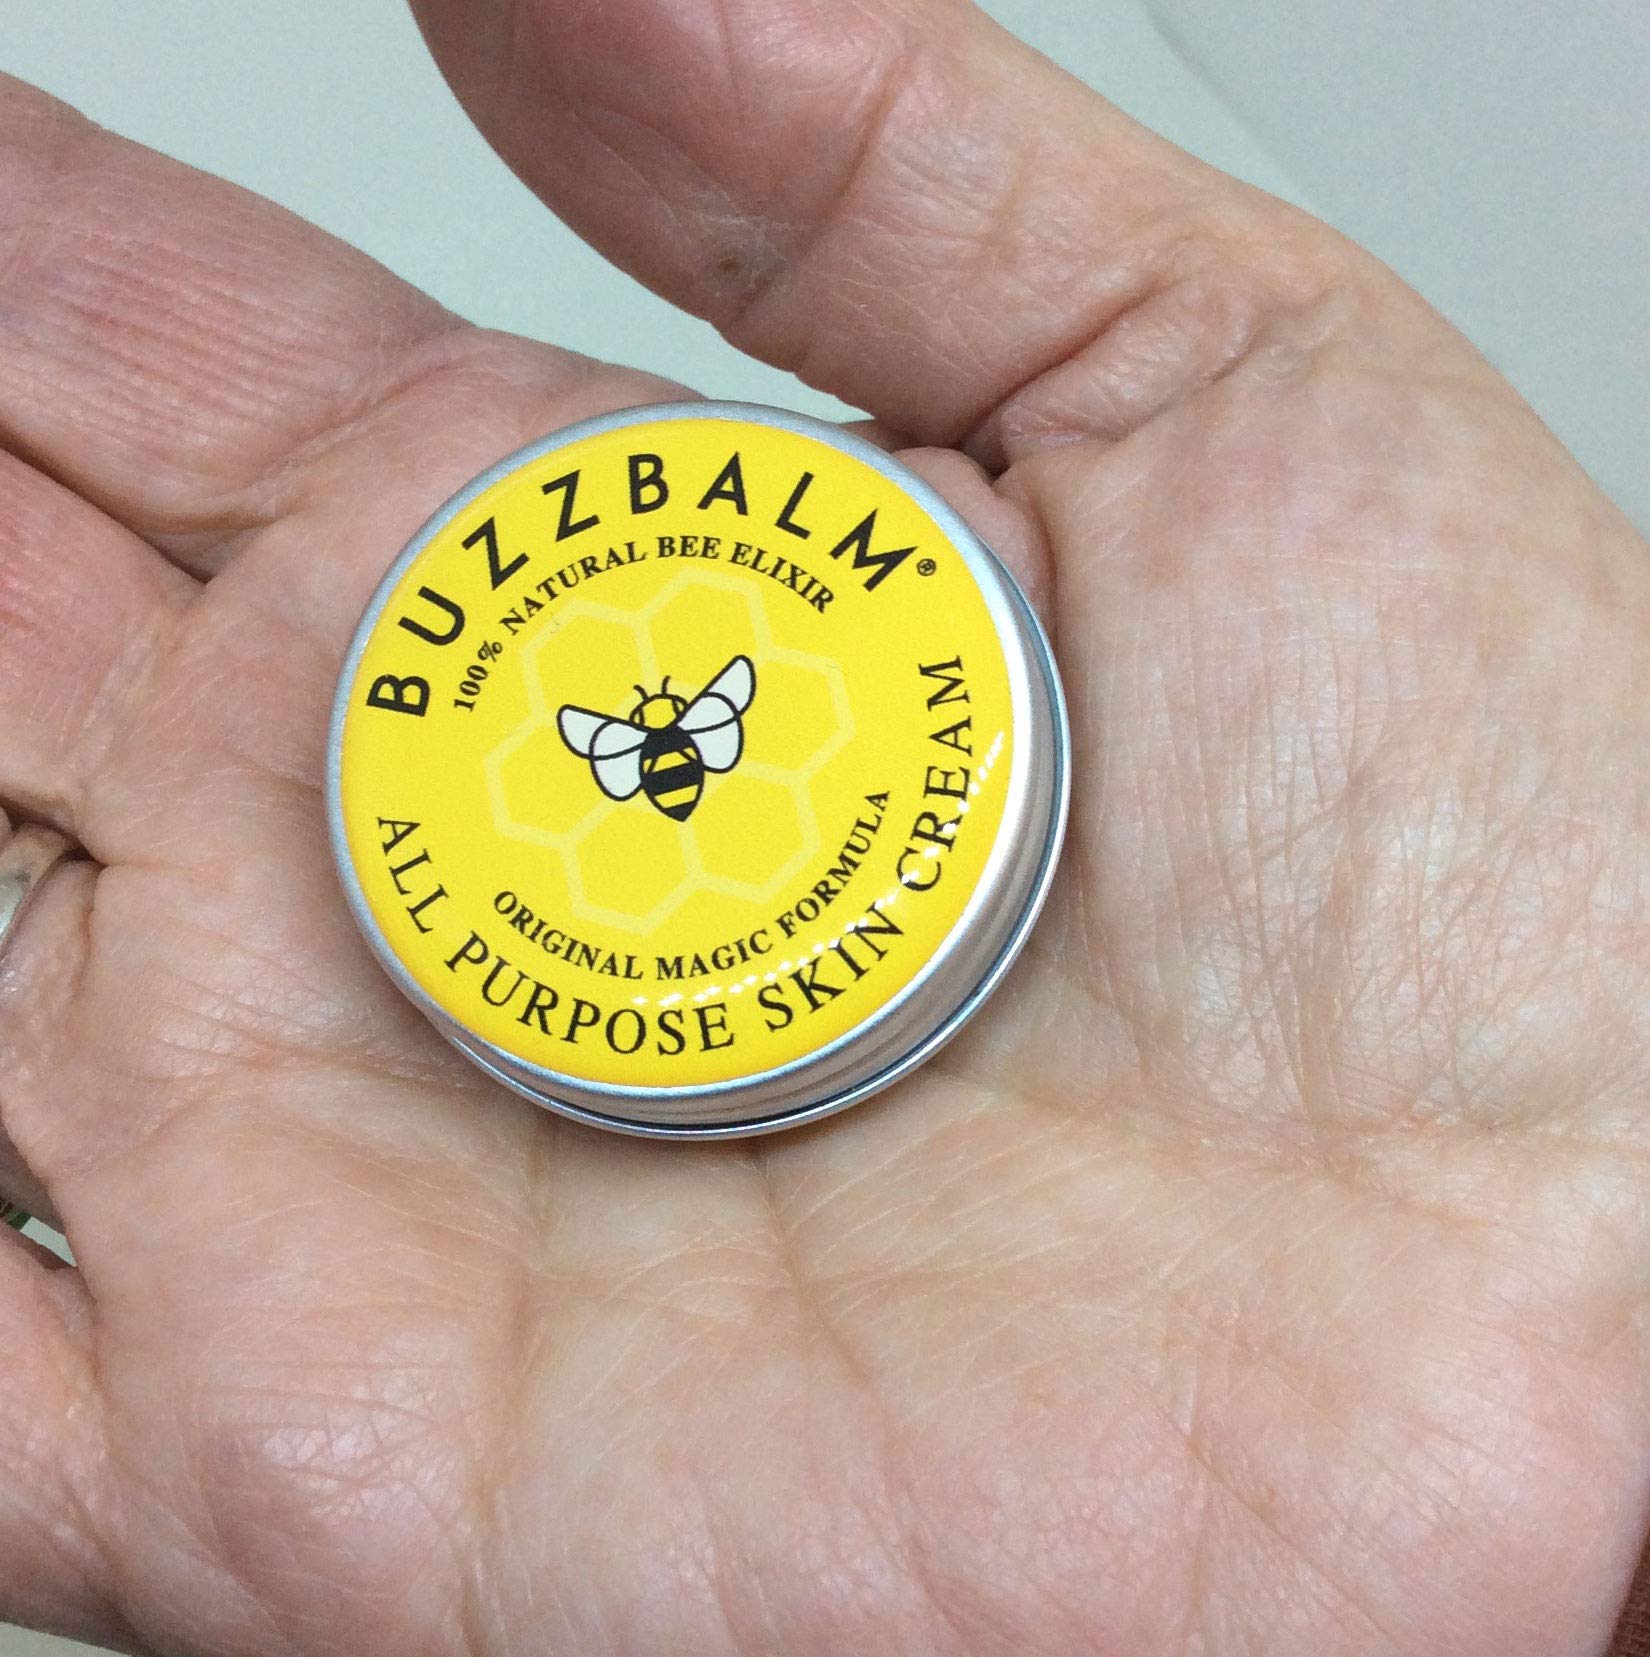 BUZZBALM®
100% NATURAL BEE ELIXIR
ORIGINAL MAGIC FORMULA
ALL PURPOSE SKIN CREAM